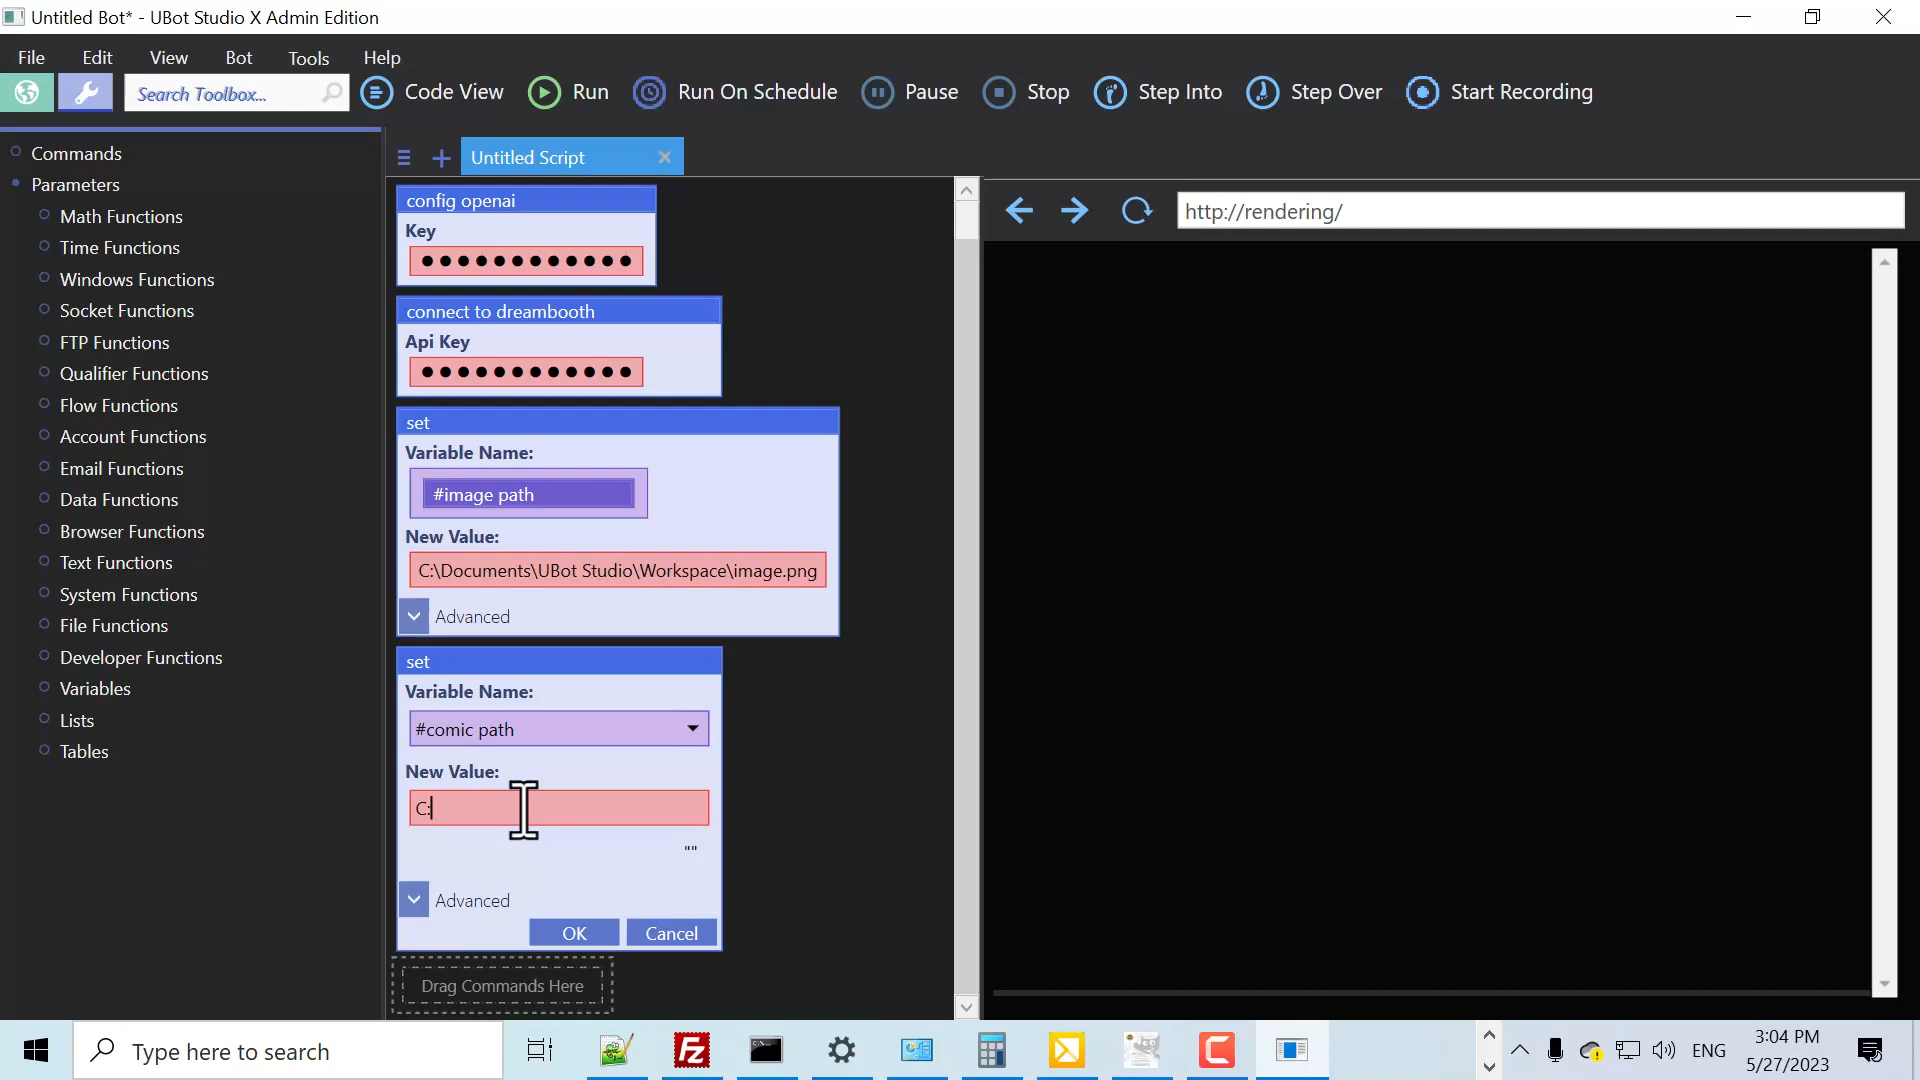 Untitled Bot* - UBot Studio X Admin Edition
File Edit View Bot Tools Help
Search Toolbox...
Code View Run Run On Schedule Pause Stop Step Into Step Over Start Recording
Commands
Parameters
Math Functions
Time Functions
Windows Functions
Socket Functions
FTP Functions
Qualifier Functions
Flow Functions
Account Functions
Email Functions
Data Functions
Browser Functions
Text Functions
System Functions
File Functions
Developer Functions
Variables
Lists
Tables
Untitled Script
config openai
Key
●●●●●●●●●●●●
connect to dreambooth
Api Key
●●●●●●●●●●●●
set
Variable Name:
#image path
New Value:
C:\Documents\UBot Studio\Workspace\image.png
Advanced
set
Variable Name:
#comic path
New Value:
C:
""
Advanced
OK Cancel
Drag Commands Here
http://rendering/
Type here to search
ENG
3:04 PM
5/27/2023